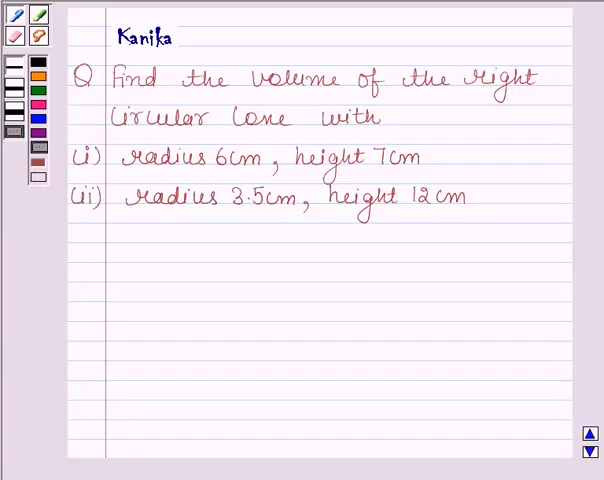 Kanika
Q Find the volume of the right
circular cone with
(i) radius 6cm, height 7cm
(ii) radius 3.5cm, height 12cm